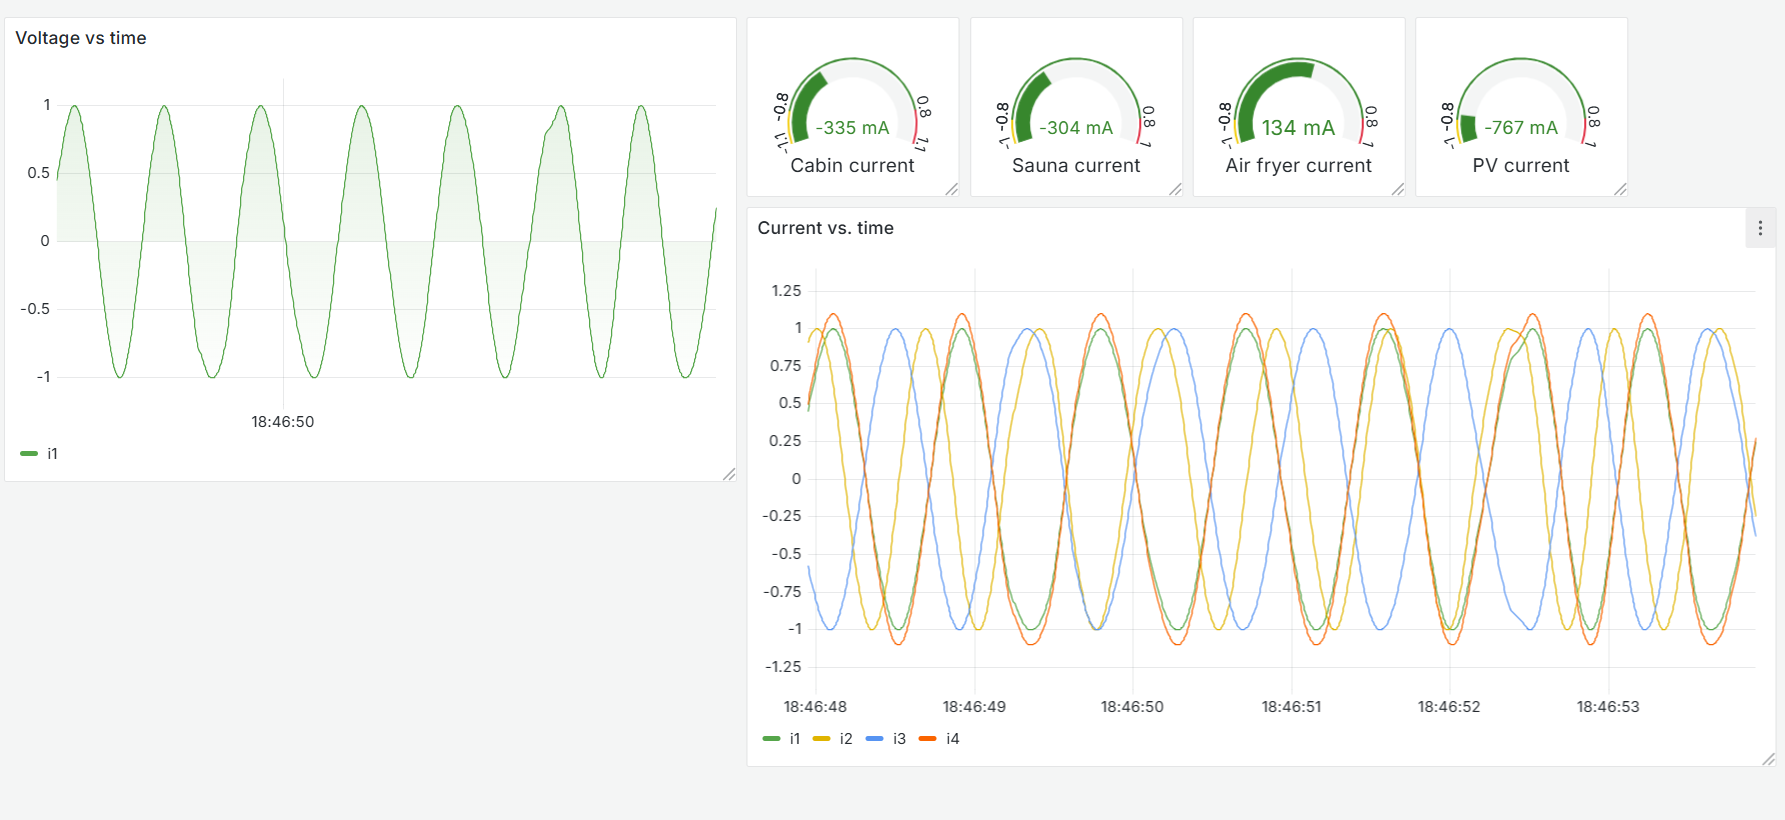 Voltage vs time
1
0.5
0
-0.5
-1
18:46:50
i1
-1.1 -0.8 0.8 1.1
-335 mA
Cabin current
-1 -0.8 0.8 1
-304 mA
Sauna current
-1 -0.8 0.8 1
134 mA
Air fryer current
-1 -0.8 0.8 1
-767 mA
PV current
Current vs. time
1.25
1
0.75
0.5
0.25
0
-0.25
-0.5
-0.75
-1
-1.25
18:46:48 18:46:49 18:46:50 18:46:51 18:46:52 18:46:53
i1 i2 i3 i4